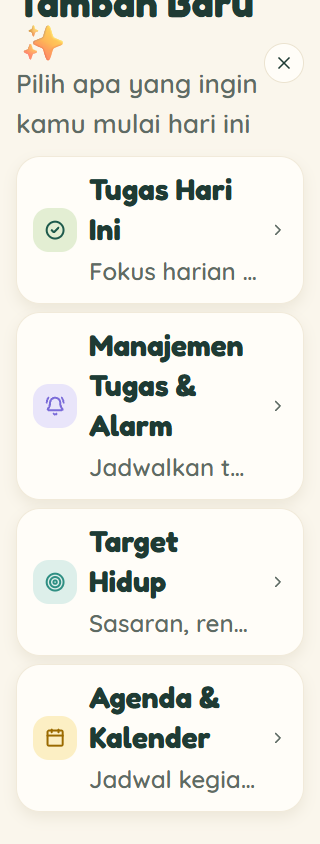 Tambah Baru
✨
Pilih apa yang ingin
kamu mulai hari ini
Tugas Hari
Ini
Fokus harian ...
Manajemen
Tugas &
Alarm
Jadwalkan t...
Target
Hidup
Sasaran, ren...
Agenda &
Kalender
Jadwal kegia...